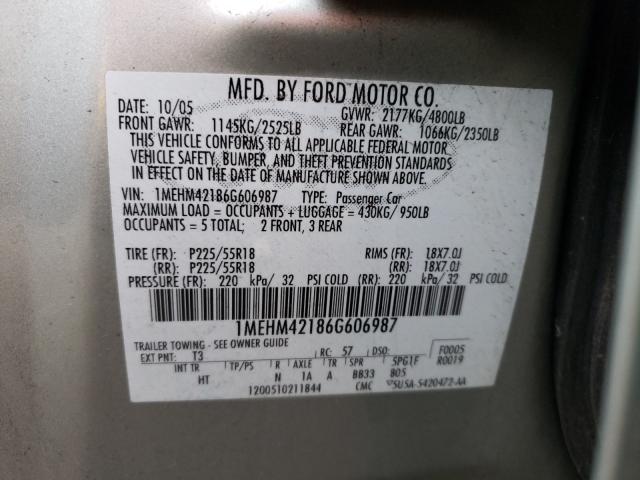 MFD. BY FORD MOTOR CO.
DATE: 10/05 GVWR: 2177KG/4800LB
FRONT GAWR: 1145KG/2525LB REAR GAWR: 1066KG/2350LB
THIS VEHICLE CONFORMS TO ALL APPLICABLE FEDERAL MOTOR
VEHICLE SAFETY, BUMPER, AND THEFT PREVENTION STANDARDS
IN EFFECT ON THE DATE OF MANUFACTURE SHOWN ABOVE.
VIN: 1MEHM42186G606987 TYPE: Passenger Car
MAXIMUM LOAD = OCCUPANTS + LUGGAGE = 430KG/ 950LB
OCCUPANTS = 5 TOTAL; 2 FRONT, 3 REAR
TIRE (FR): P225/55R18 RIMS (FR): 18X7.0J
(RR): P225/55R18 (RR): 18X7.0J
PRESSURE (FR): 220 kPa/ 32 PSI COLD (RR): 220 kPa/ 32 PSI COLD
1MEHM42186G606987
TRAILER TOWING - SEE OWNER GUIDE
EXT PNT: T3 RC: 57 DSO: F0005
INT TR TP/PS R AXLE TR SPR 5PG1F R0019
HT N 1A A BB33 B05
1200510211844 CMC 5USA-5420472-AA